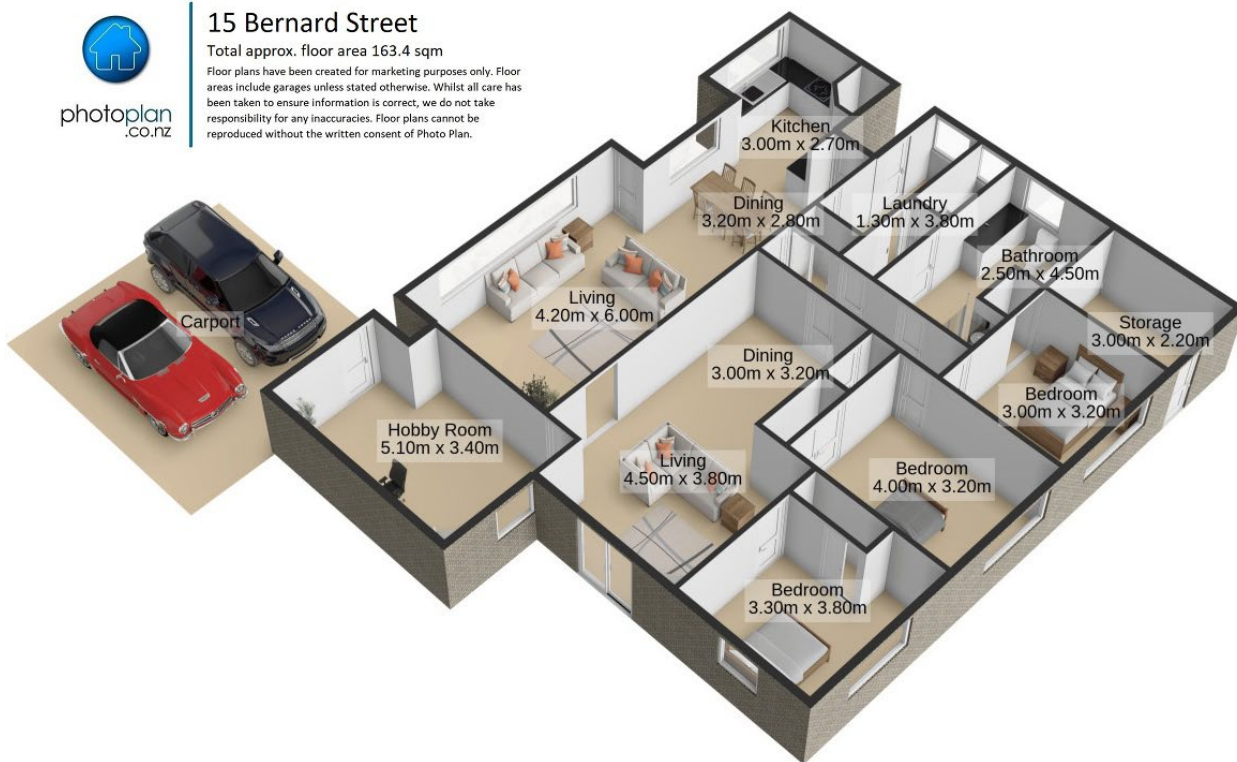 15 Bernard Street
Total approx. floor area 163.4 sqm
Floor plans have been created for marketing purposes only. Floor
areas include garages unless stated otherwise. Whilst all care has
been taken to ensure information is correct, we do not take
responsibility for any inaccuracies. Floor plans cannot be
reproduced without the written consent of Photo Plan.
photoplan
.co.nz
Kitchen
3.00m x 2.70m
Dining
3.20m x 2.80m
Laundry
1.30m x 3.80m
Bathroom
2.50m x 4.50m
Living
4.20m x 6.00m
Carport
Storage
3.00m x 2.20m
Dining
3.00m x 3.20m
Bedroom
3.00m x 3.20m
Hobby Room
5.10m x 3.40m
Living
4.50m x 3.80m
Bedroom
4.00m x 3.20m
Bedroom
3.30m x 3.80m